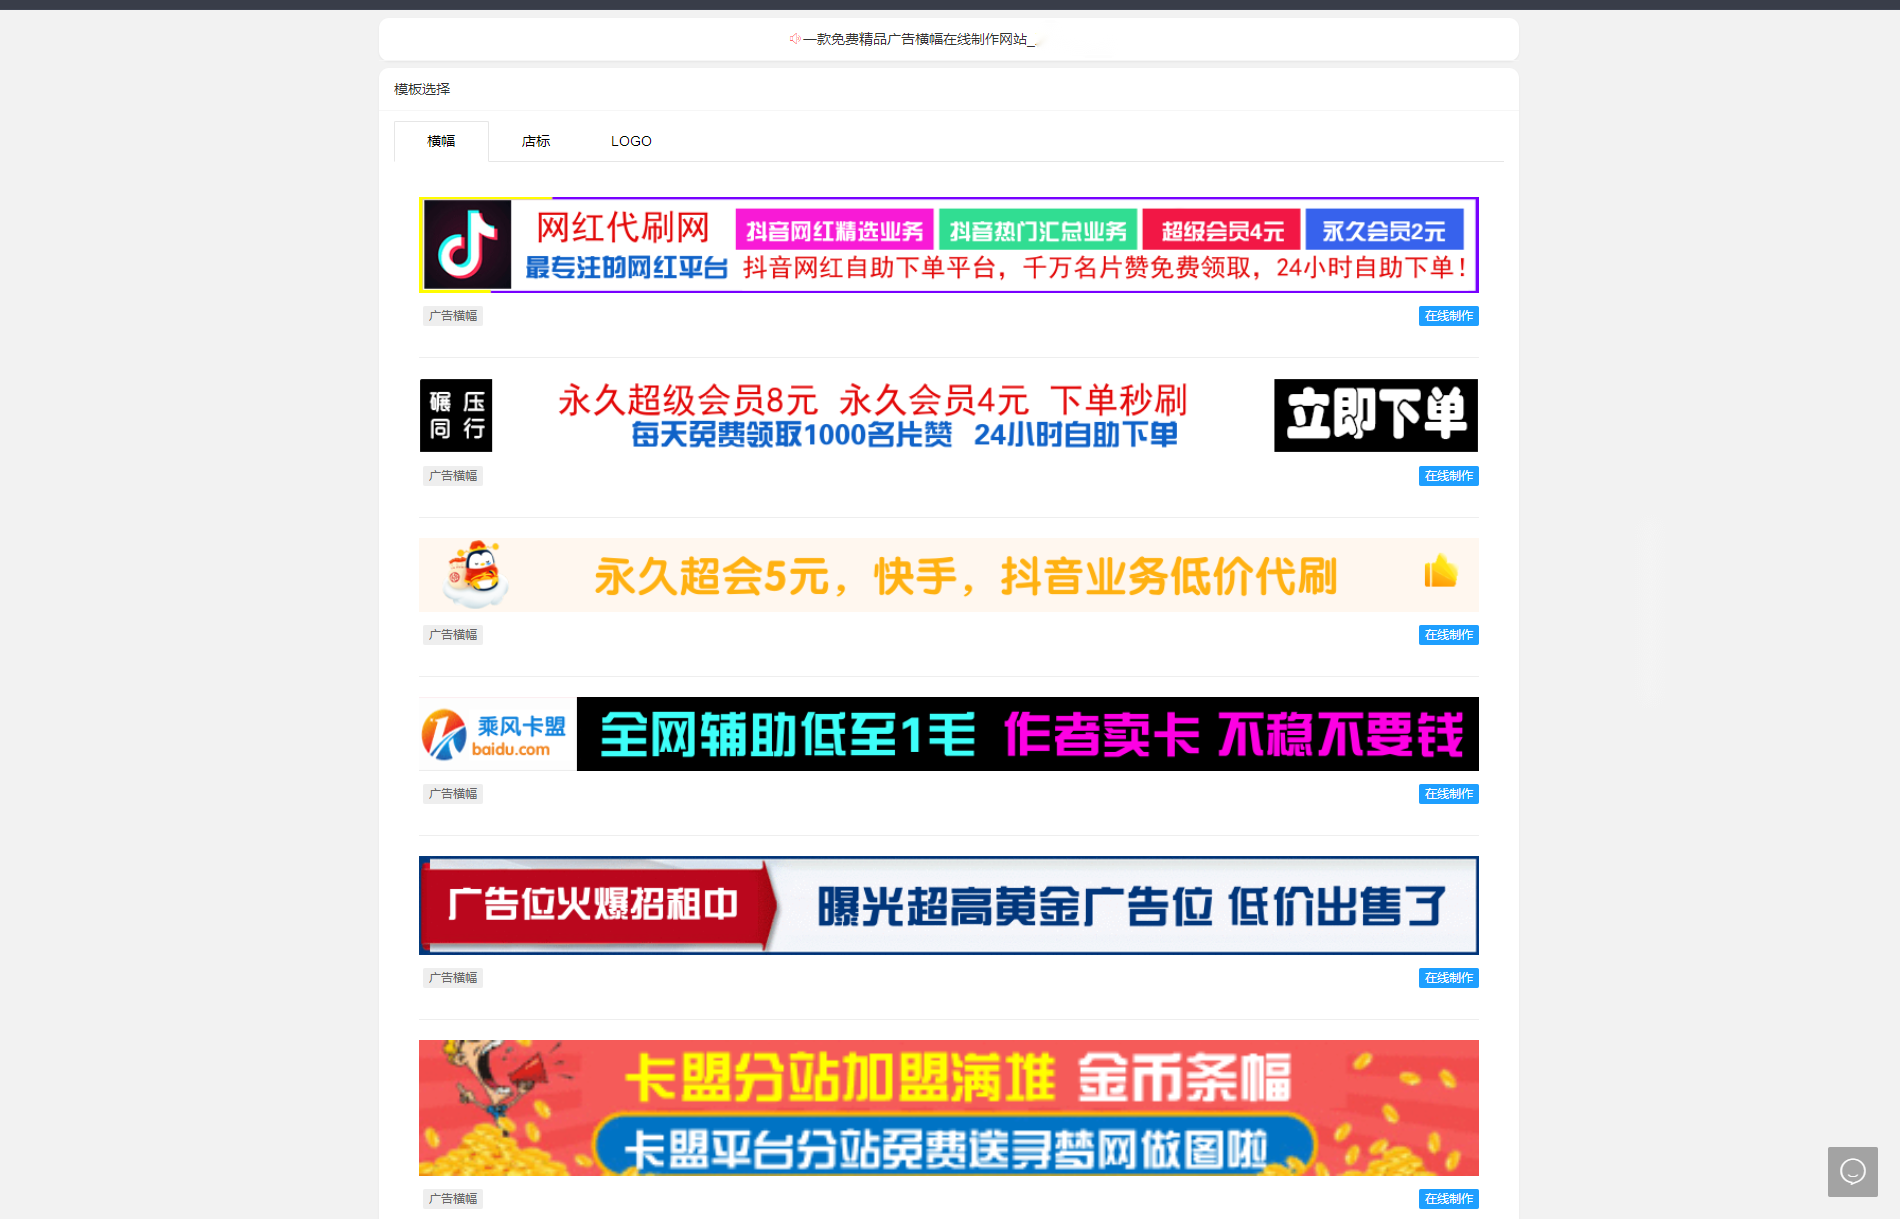 一款免费精品广告横幅在线制作网站_
模板选择
横幅 店标 LOGO
网红代刷网 抖音网红精选业务 抖音热门汇总业务 超级会员4元 永久会员2元
最专注的网红平台 抖音网红自助下单平台，千万名片赞免费领取，24小时自助下单！
广告横幅 在线制作
碾压 永久超级会员8元 永久会员4元 下单秒刷 立即下单
同行 每天免费领取1000名片赞 24小时自助下单
广告横幅 在线制作
永久超会5元，快手，抖音业务低价代刷
广告横幅 在线制作
乘风卡盟 全网辅助低至1毛 作者卖卡 不稳不要钱
baidu.com
广告横幅 在线制作
广告位火爆招租中 曝光超高黄金广告位 低价出售了
广告横幅 在线制作
卡盟分站加盟满堆 金币条幅
卡盟平台分站免费送寻梦网做图啦
广告横幅 在线制作